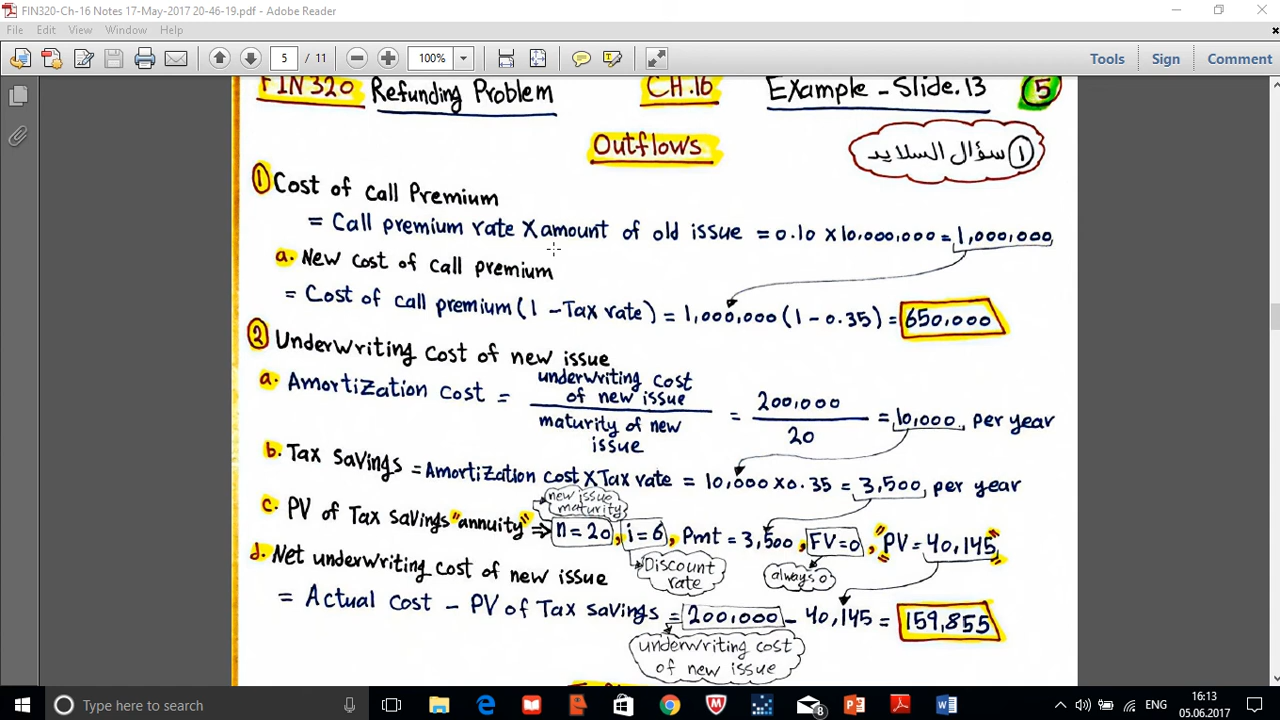 FIN320-Ch-16 Notes 17-May-2017 20-46-19.pdf - Adobe Reader
File Edit View Window Help
5 / 11 100% Tools Sign Comment
FIN320 Refunding Problem CH.16 Example - Slide.13 5
Outflows
① سؤال السلايد
① Cost of Call Premium
= Call premium rate X amount of old issue = 0.10 X 10,000,000 = 1,000,000
a. New cost of call premium
= Cost of call premium (1 - Tax rate) = 1,000,000 (1 - 0.35) = 650,000
② Underwriting cost of new issue
a. Amortization cost = underwriting cost of new issue / maturity of new issue = 200,000 / 20 = 10,000 per year
b. Tax savings = Amortization cost X Tax rate = 10,000 X 0.35 = 3,500 per year
new issue maturity
c. PV of Tax savings "annuity" ⇒ n = 20, i = 6, Pmt = 3,500, FV = 0, "PV = 40,145"
Discount rate
always 0
d. Net underwriting cost of new issue
= Actual Cost - PV of Tax savings = 200,000 - 40,145 = 159,855
underwriting cost of new issue
Type here to search
8
ENG
16:13
05.06.2017